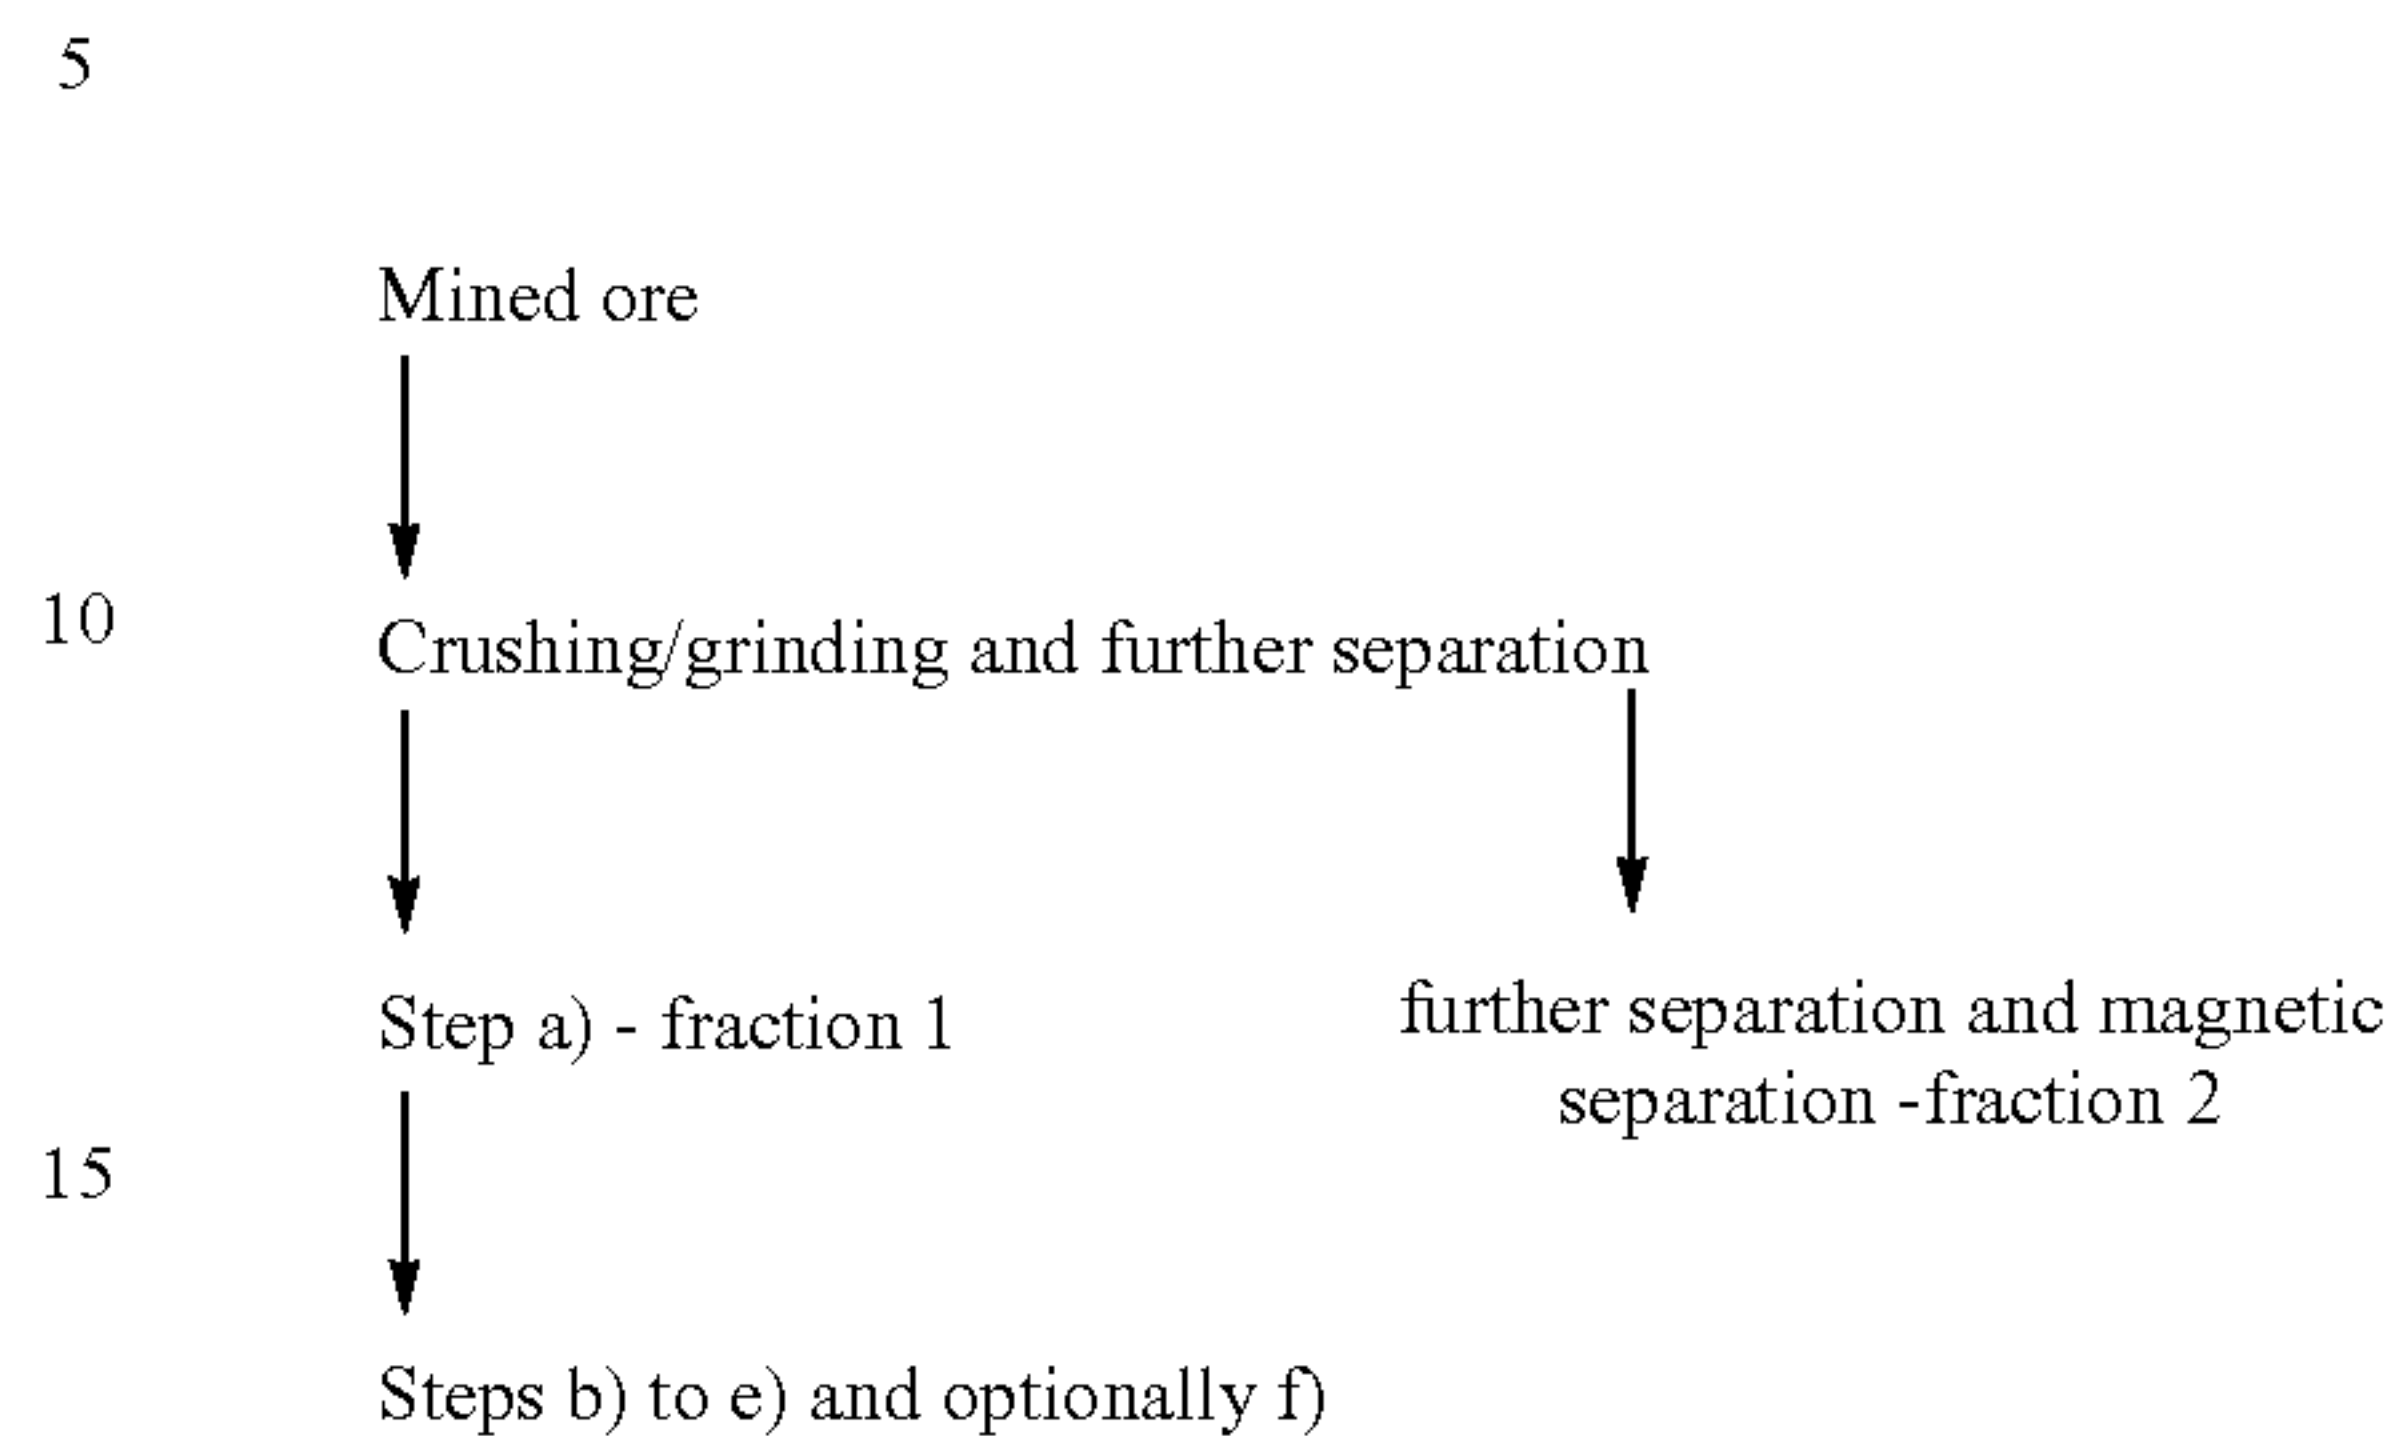 5
Mined ore
10
Crushing/grinding and further separation
Step a) - fraction 1
further separation and magnetic
separation -fraction 2
15
Steps b) to e) and optionally f)